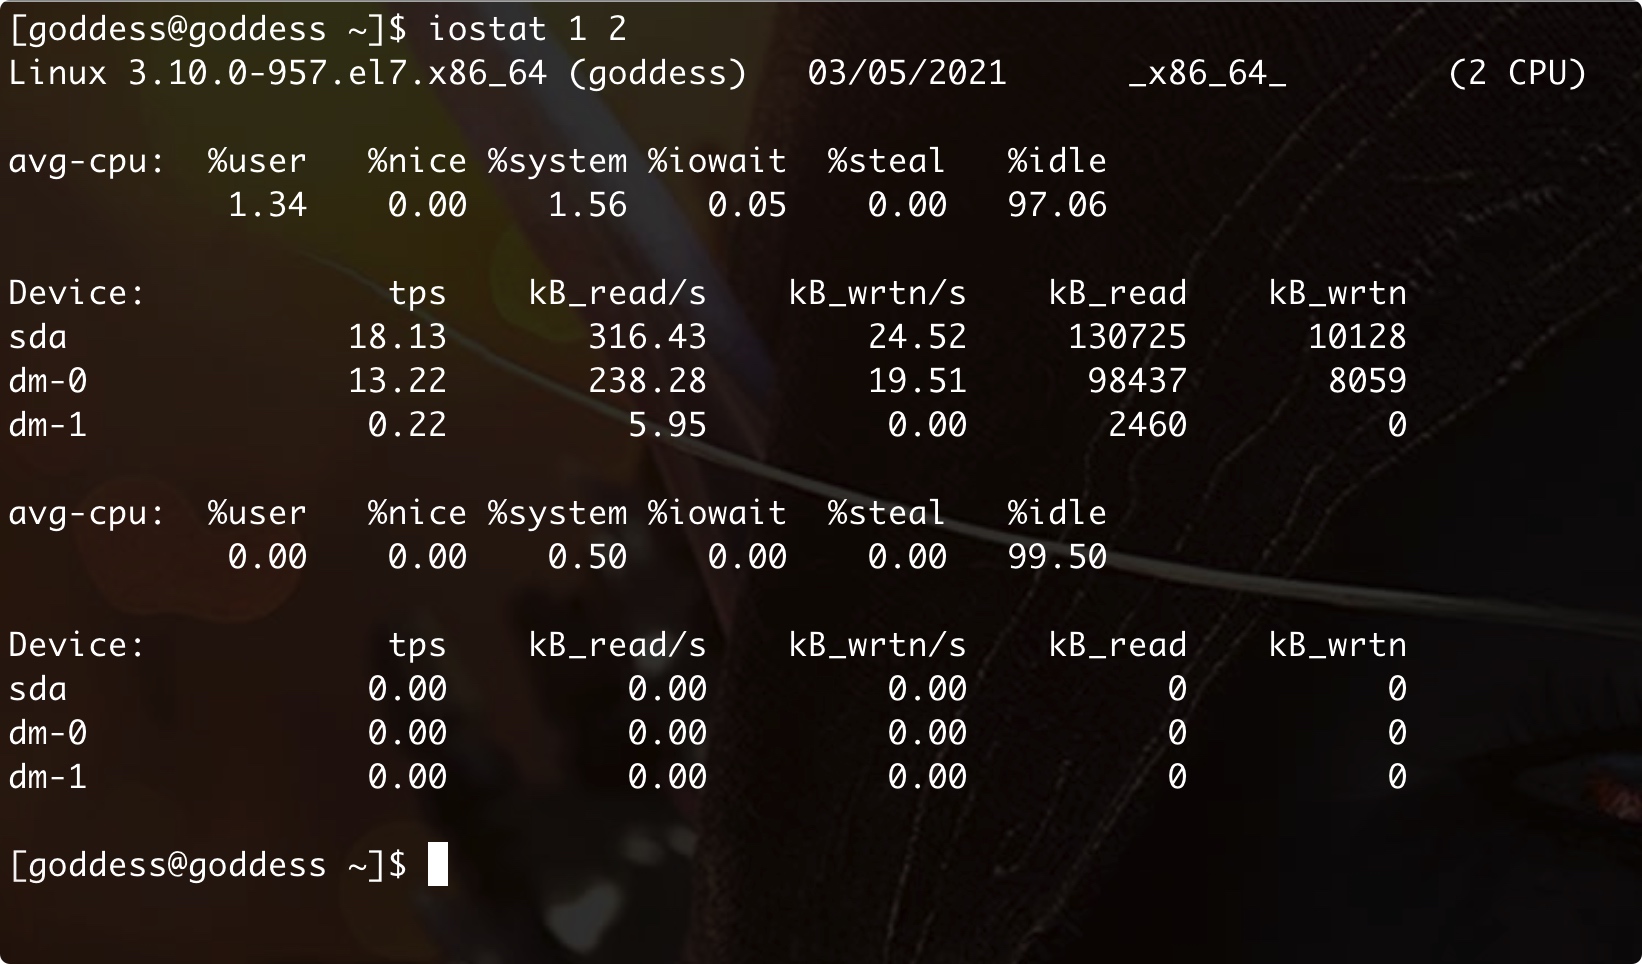 [goddess@goddess ~]$ iostat 1 2
Linux 3.10.0-957.el7.x86_64 (goddess)   03/05/2021      _x86_64_        (2 CPU)
avg-cpu:  %user   %nice %system %iowait  %steal   %idle
           1.34    0.00    1.56    0.05    0.00   97.06
Device:            tps    kB_read/s    kB_wrtn/s    kB_read    kB_wrtn
sda              18.13       316.43        24.52     130725      10128
dm-0             13.22       238.28        19.51      98437       8059
dm-1              0.22         5.95         0.00       2460          0
avg-cpu:  %user   %nice %system %iowait  %steal   %idle
           0.00    0.00    0.50    0.00    0.00   99.50
Device:            tps    kB_read/s    kB_wrtn/s    kB_read    kB_wrtn
sda               0.00         0.00         0.00          0          0
dm-0              0.00         0.00         0.00          0          0
dm-1              0.00         0.00         0.00          0          0
[goddess@goddess ~]$